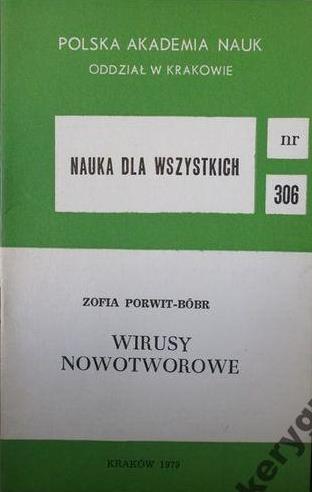 POLSKA AKADEMIA NAUK
ODDZIAŁ W KRAKOWIE
NAUKA DLA WSZYSTKICH
nr
306
ZOFIA PORWIT-BÓBR
WIRUSY
NOWOTWOROWE
KRAKÓW 1979